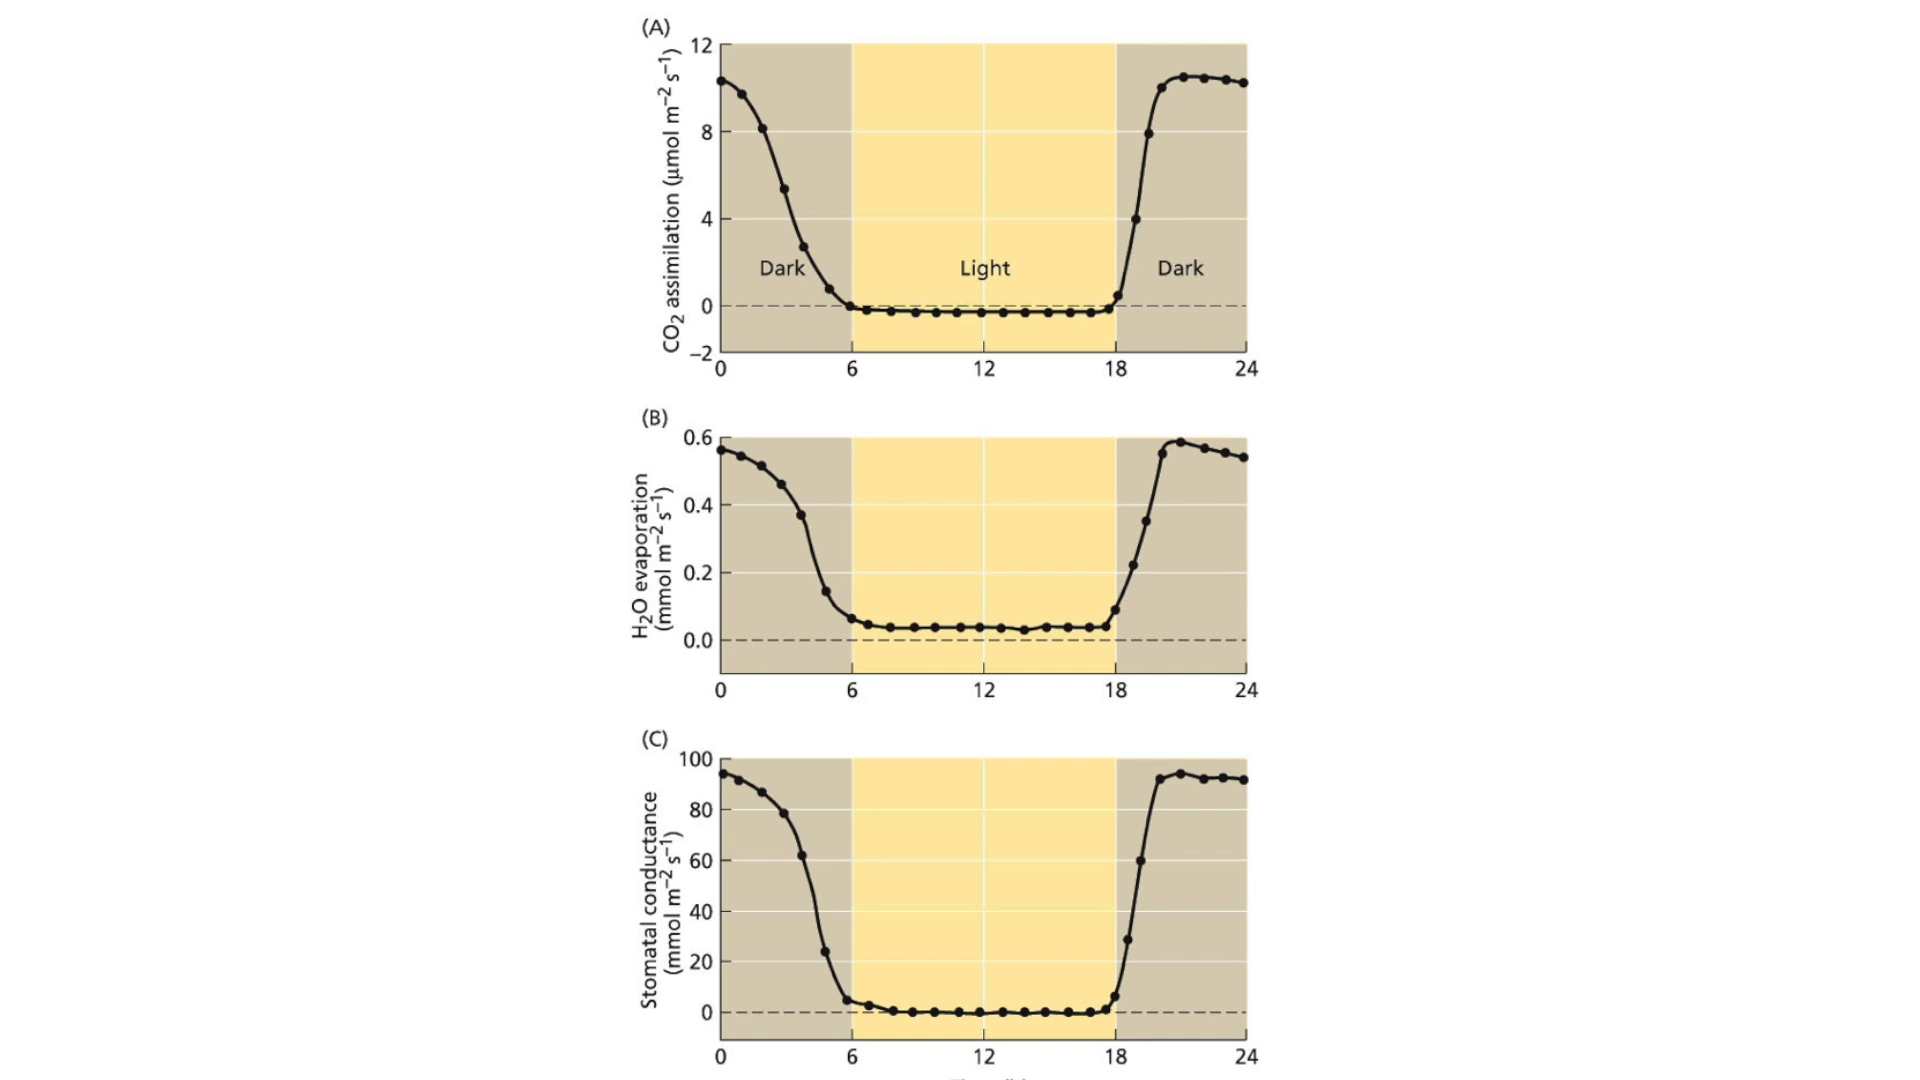 (A)
CO₂ assimilation (μmol m⁻² s⁻¹)
12
8
4
0
–2
Dark
Light
Dark
0 6 12 18 24
(B)
H₂O evaporation
(mmol m⁻² s⁻¹)
0.6
0.4
0.2
0.0
0 6 12 18 24
(C)
Stomatal conductance
(mmol m⁻² s⁻¹)
100
80
60
40
20
0
0 6 12 18 24